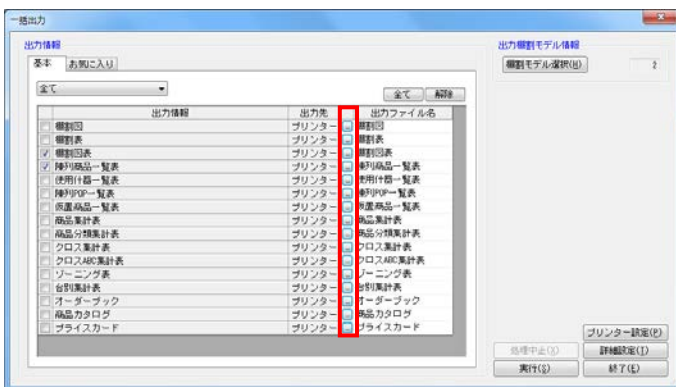 一括出力
出力情報
基本 お気に入り
全て
全て 解除
出力情報 出力先 出力ファイル名
棚割図 プリンター 棚割図
棚割表 プリンター 棚割表
棚割図表 プリンター 棚割図表
陳列商品一覧表 プリンター 陳列商品一覧表
使用什器一覧表 プリンター 使用什器一覧表
陳列POP一覧表 プリンター 陳列POP一覧表
仮置商品一覧表 プリンター 仮置商品一覧表
商品集計表 プリンター 商品集計表
商品分類集計表 プリンター 商品分類集計表
クロス集計表 プリンター クロス集計表
クロスABC集計表 プリンター クロスABC集計表
ゾーニング表 プリンター ゾーニング表
台別集計表 プリンター 台別集計表
オーダーブック プリンター オーダーブック
商品カタログ プリンター 商品カタログ
プライスカード プリンター プライスカード
出力棚割モデル情報
棚割モデル選択(H) 2
プリンター設定(P)
処理中止(X) 詳細設定(T)
実行(S) 終了(E)